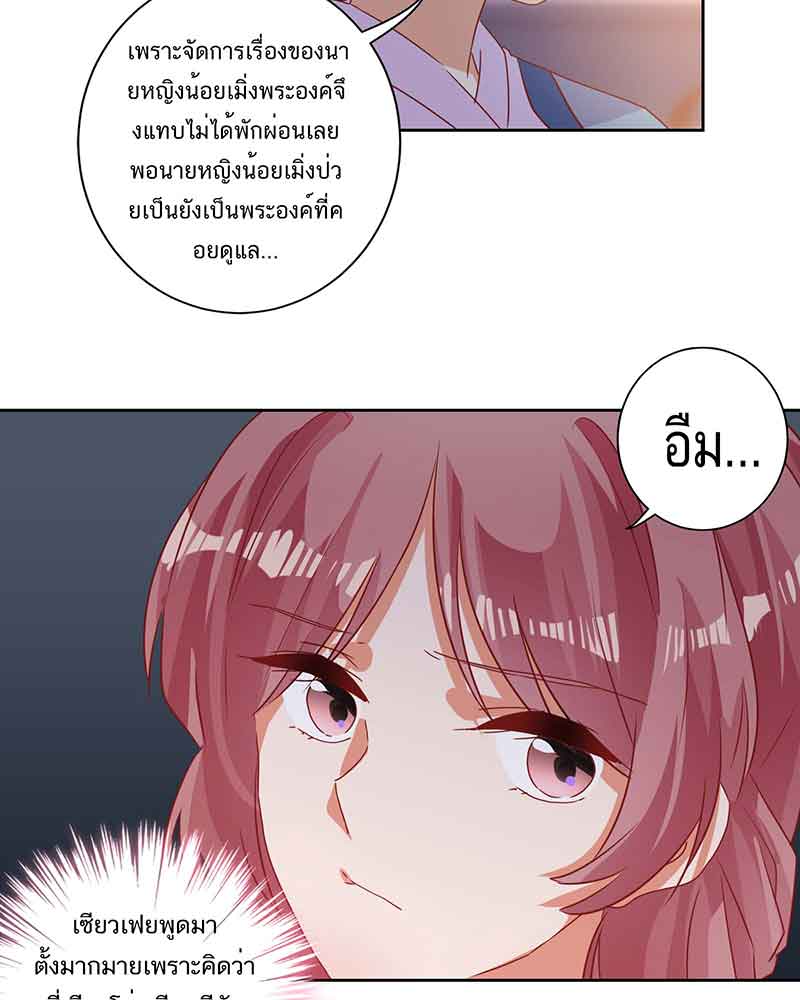 เพราะจัดการเรื่องของนา
ยหญิงน้อยเมิ่งพระองค์จึ
งแทบไม่ได้พักผ่อนเลย
พอนายหญิงน้อยเมิ่งป่ว
ยเป็นยังเป็นพระองค์ที่ค
อยดูแล...
อืม...
เซียวเฟยพูดมา
ตั้งมากมายเพราะคิดว่า